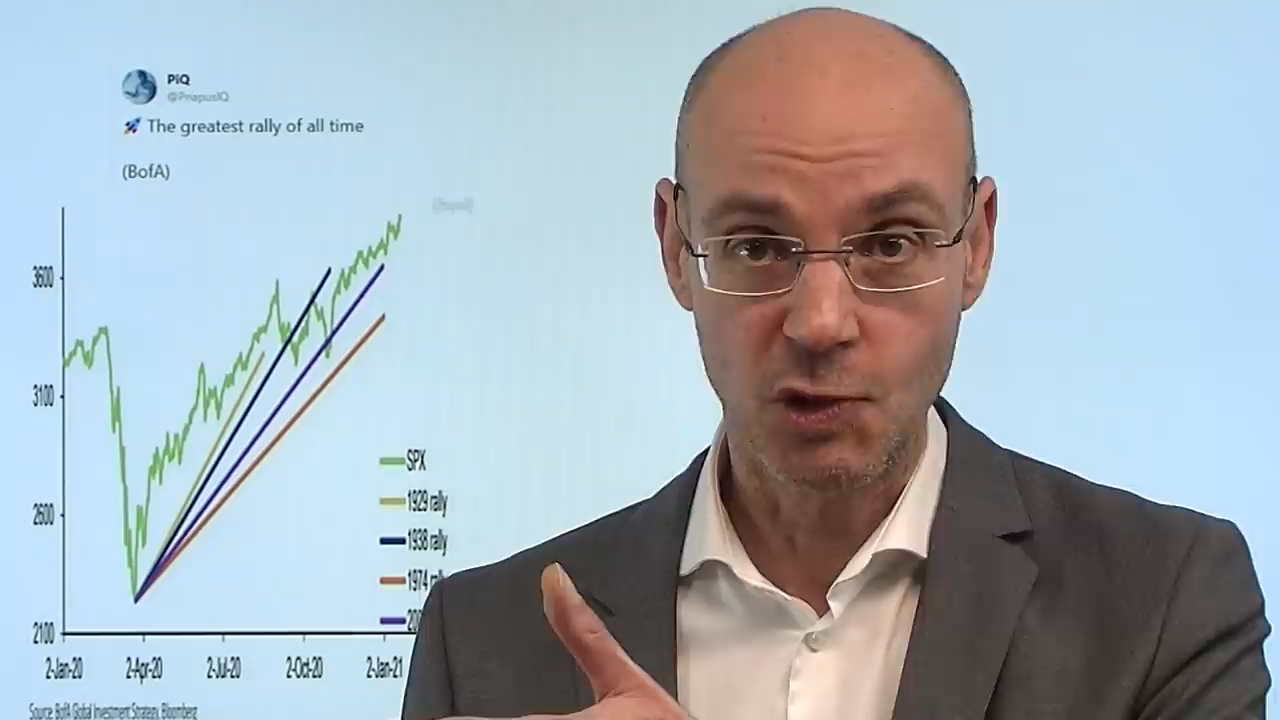 PiQ
@PriapusIQ
🚀 The greatest rally of all time
(BofA)
3600
3100
2600
2100
SPX
1929 rally
1938 rally
1974
2-Jan-20
2-Apr-20
2-Jul-20
2-Oct-20
2-Jan-21
Source: BofA Global Investment Strategy, Bloomberg